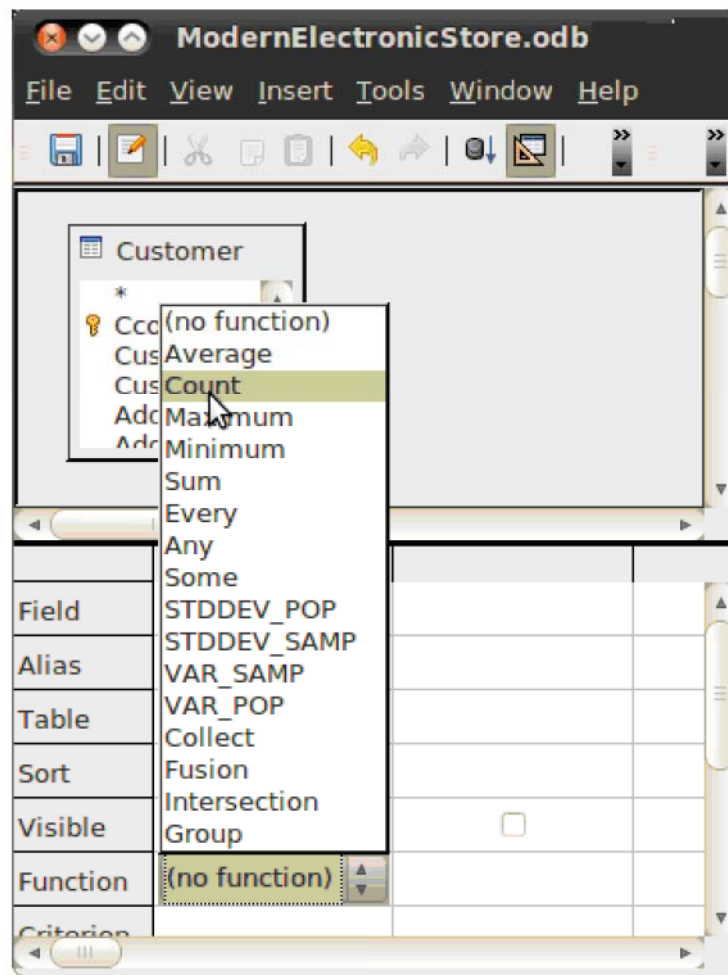 ModernElectronicStore.odb
File Edit View Insert Tools Window Help
Customer
*
(no function)
Average
Count
Maximum
Minimum
Sum
Every
Any
Some
STDDEV_POP
STDDEV_SAMP
VAR_SAMP
VAR_POP
Collect
Fusion
Intersection
Group
Field
Alias
Table
Sort
Visible
Function (no function)
Criterion